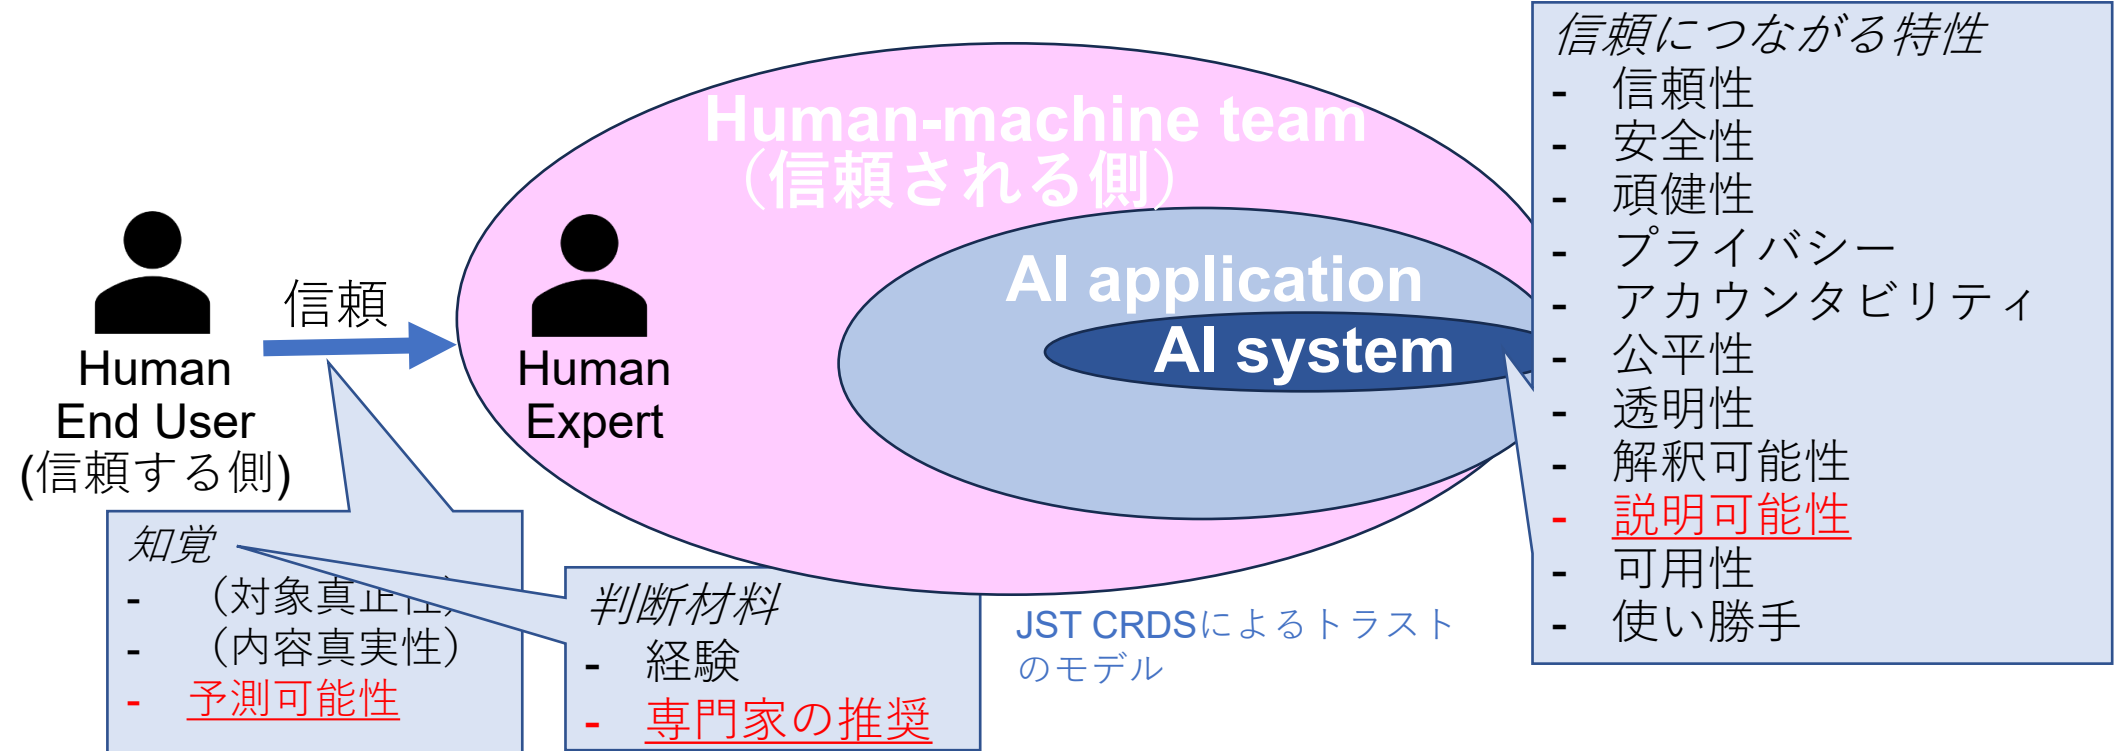 Human
End User
(信頼する側)
信頼
Human-machine team
（信頼される側）
Human
Expert
AI application
AI system
知覚
- （対象真正性）
- （内容真実性）
- 予測可能性
判断材料
- 経験
- 専門家の推奨
JST CRDSによるトラスト
のモデル
信頼につながる特性
- 信頼性
- 安全性
- 頑健性
- プライバシー
- アカウンタビリティ
- 公平性
- 透明性
- 解釈可能性
- 説明可能性
- 可用性
- 使い勝手